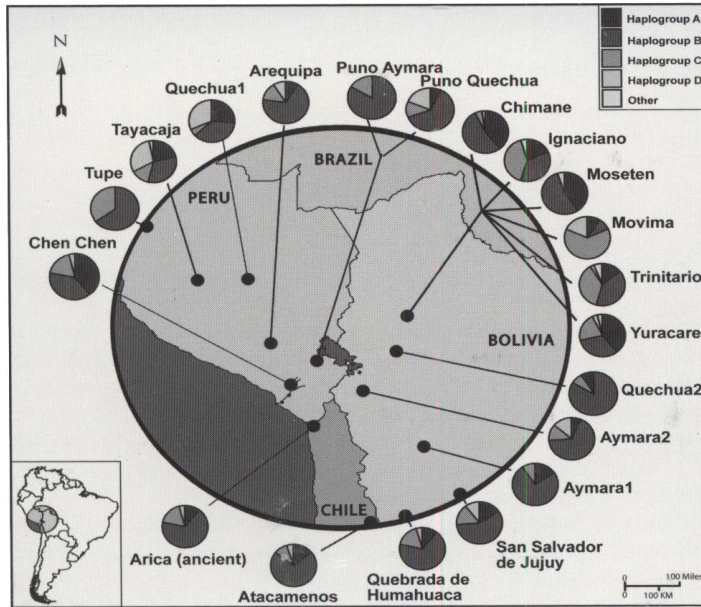 N
Haplogroup A
Haplogroup B
Haplogroup C
Haplogroup D
Other
Arequipa
Puno Aymara
Puno Quechua
Quechua1
Chimane
Tayacaja
Ignaciano
Tupe
Moseten
Chen Chen
Movima
Trinitario
Yuracare
BRAZIL
PERU
BOLIVIA
Quechua2
Aymara2
Aymara1
CHILE
San Salvador
de Jujuy
Arica (ancient)
Quebrada de
Humahuaca
Atacamenos
0 100 Miles
0 100 KM